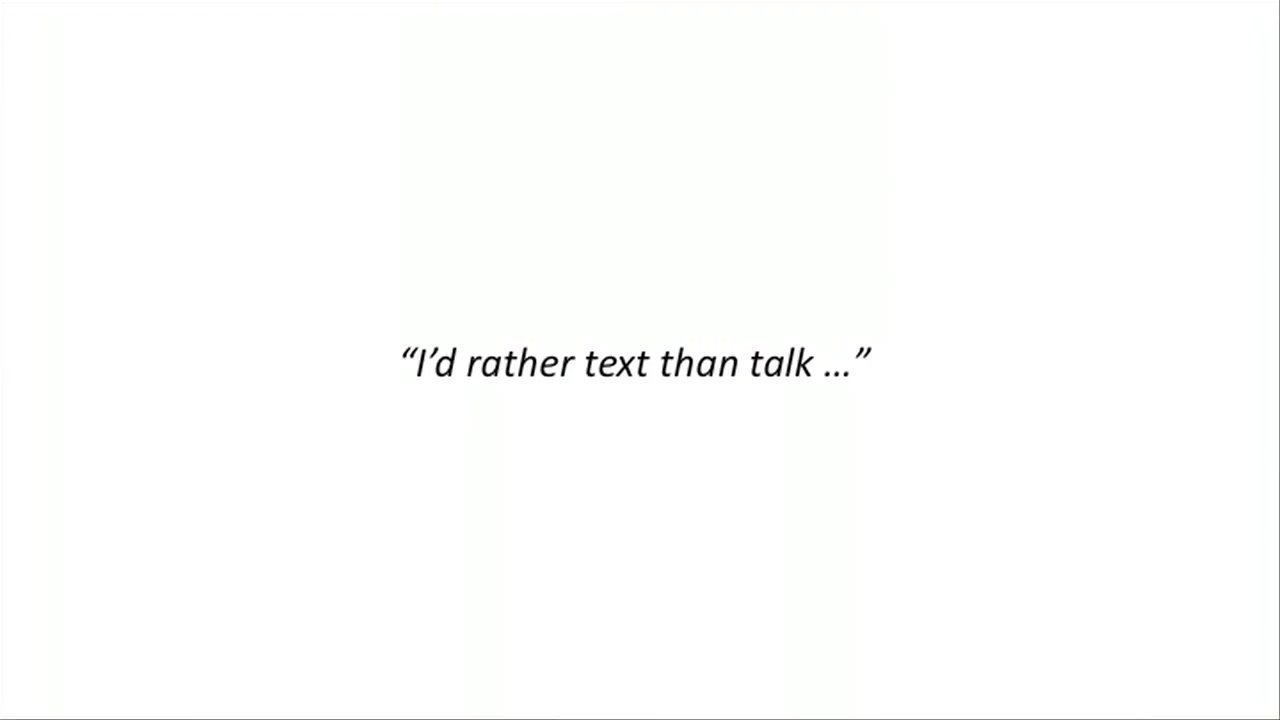 “I’d rather text than talk …”